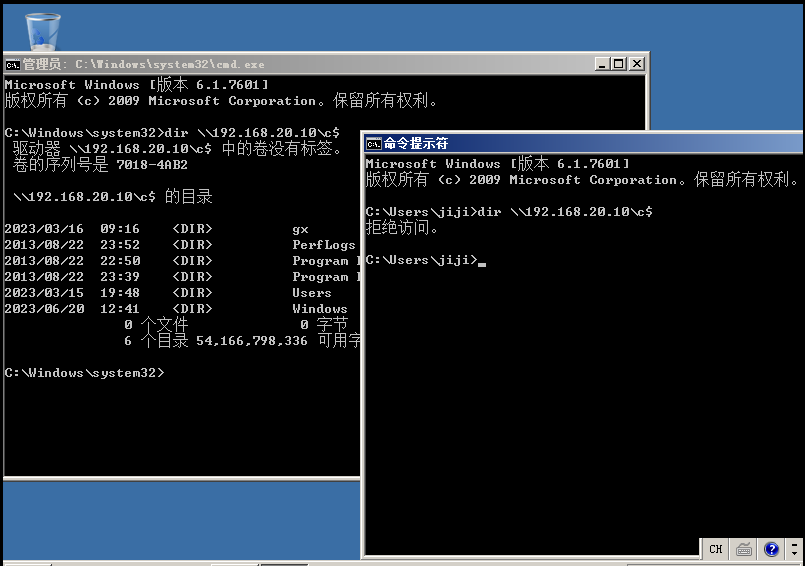 管理员: C:\Windows\system32\cmd.exe
Microsoft Windows [版本 6.1.7601]
版权所有 (c) 2009 Microsoft Corporation。保留所有权利。
C:\Windows\system32>dir \\192.168.20.10\c$
驱动器 \\192.168.20.10\c$ 中的卷没有标签。
卷的序列号是 7018-4AB2
\\192.168.20.10\c$ 的目录
2023/03/16  09:16    <DIR>          gx
2013/08/22  23:52    <DIR>          PerfLogs
2013/08/22  22:50    <DIR>          Program
2013/08/22  23:39    <DIR>          Program
2023/03/15  19:48    <DIR>          Users
2023/06/20  12:41    <DIR>          Windows
0 个文件              0 字节
6 个目录 54,166,798,336 可用字
C:\Windows\system32>
命令提示符
Microsoft Windows [版本 6.1.7601]
版权所有 (c) 2009 Microsoft Corporation。保留所有权利。
C:\Users\jiji>dir \\192.168.20.10\c$
拒绝访问。
C:\Users\jiji>
CH